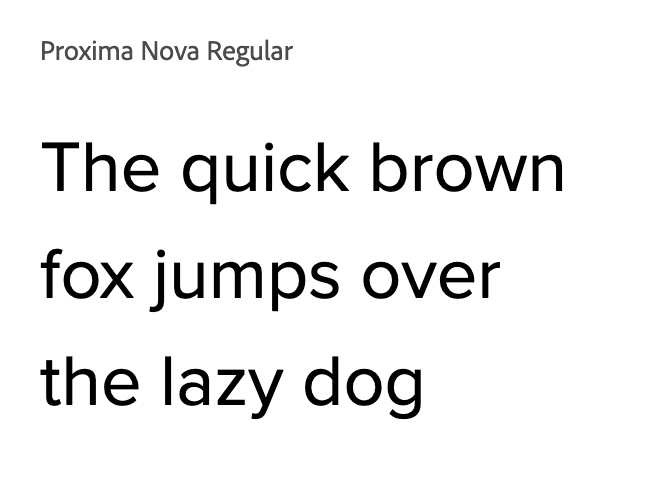 Proxima Nova Regular
The quick brown
fox jumps over
the lazy dog